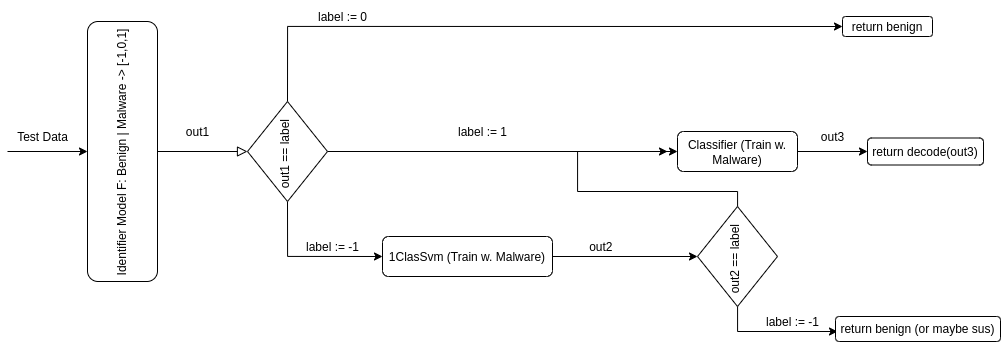 label := 0
return benign
Identifier Model F: Benign | Malware -> [-1,0,1]
Test Data
out1
out1 == label
label := 1
Classifier (Train w.
Malware)
out3
return decode(out3)
label := -1
1ClasSvm (Train w. Malware)
out2
out2 == label
label := -1
return benign (or maybe sus)